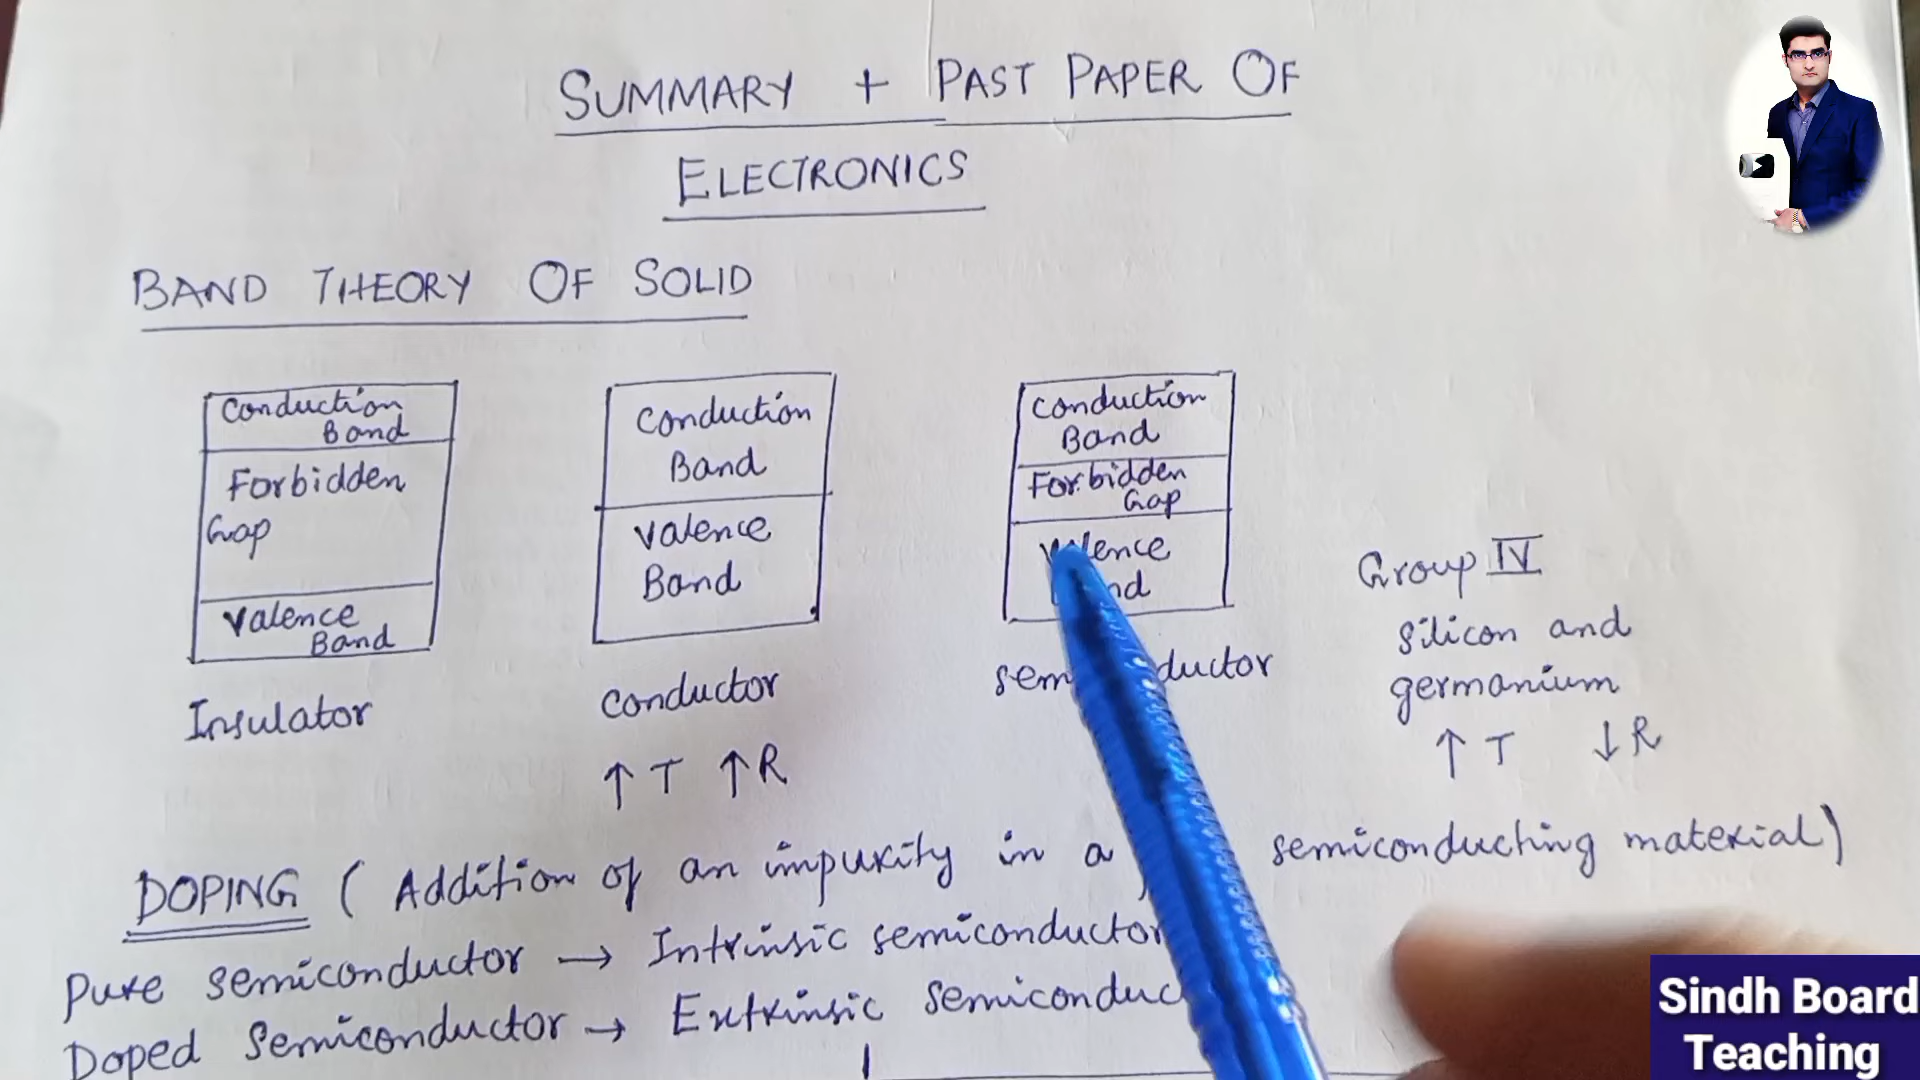 SUMMARY + PAST PAPER OF
ELECTRONICS
BAND THEORY OF SOLID
Conduction
Band
Forbidden
Gap
Valence
Band
Insulator
Conduction
Band
Valence
Band
Conductor
↑ T ↑ R
Conduction
Band
Forbidden
Gap
Valence
Group IV
silicon and
germanium
↑ T ↓ R
DOPING ( Addition of an impurity in a semiconducting material)
Pure semiconductor → Intrinsic semiconductor
Doped semiconductor → Extrinsic semiconduc
Sindh Board
Teaching